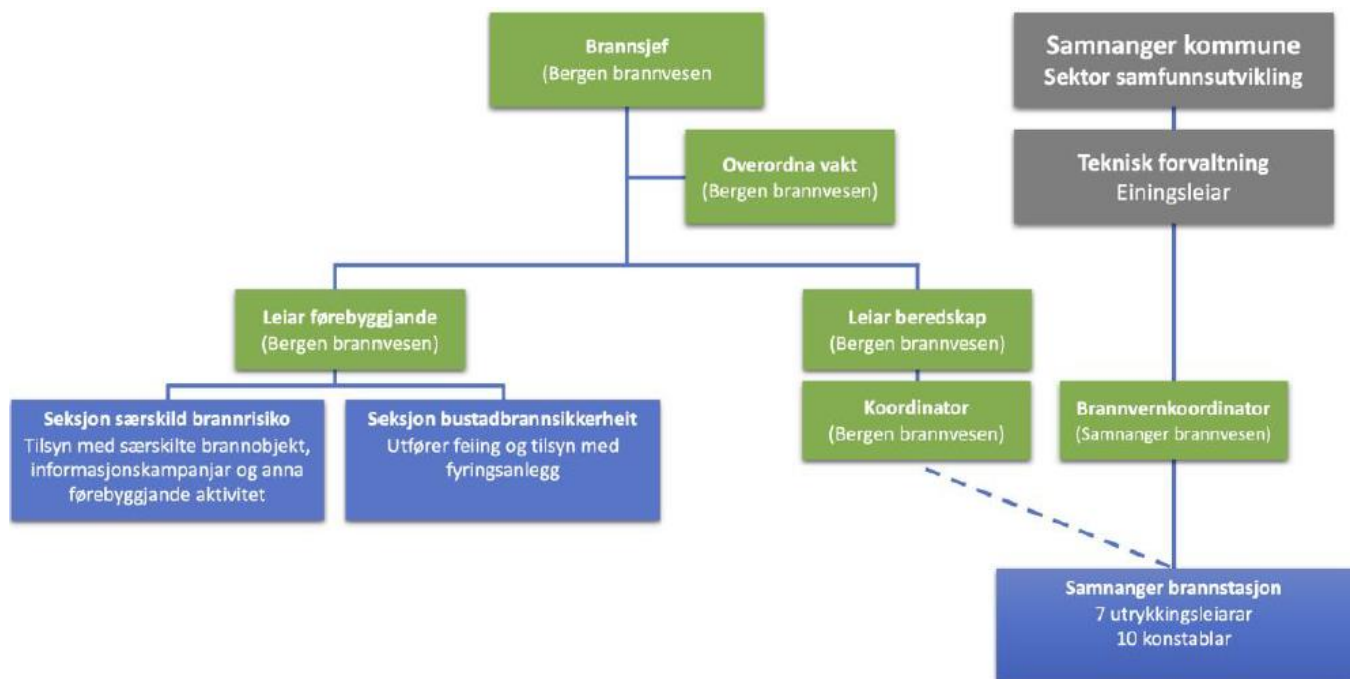 Brannsjef
(Bergen brannvesen
Samnanger kommune
Sektor samfunnsutvikling
Overordna vakt
(Bergen brannvesen)
Teknisk forvaltning
Einingsleiar
Leiar førebyggjande
(Bergen brannvesen)
Leiar beredskap
(Bergen brannvesen)
Seksjon særskild brannrisiko
Tilsyn med særskilte brannobjekt,
informasjonskampanjar og anna
førebyggjande aktivitet
Seksjon bustadbrannsikkerheit
Utfører feiing og tilsyn med
fyringsanlegg
Koordinator
(Bergen brannvesen)
Brannvernkoordinator
(Samnanger brannvesen)
Samnanger brannstasjon
7 utrykkingsleiarar
10 konstablar